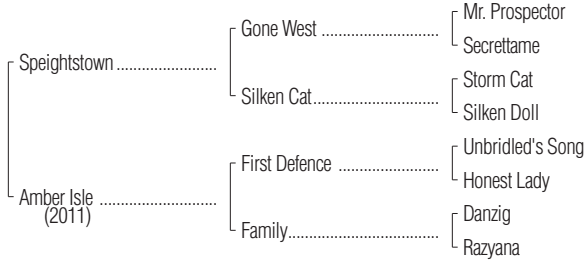 Mr. Prospector
Gone West ..............................
Secrettame
Speightstown .........................
Storm Cat
Silken Cat................................
Silken Doll
Unbridled's Song
First Defence .........................
Honest Lady
Amber Isle .............................
(2011)
Danzig
Family......................................
Razyana